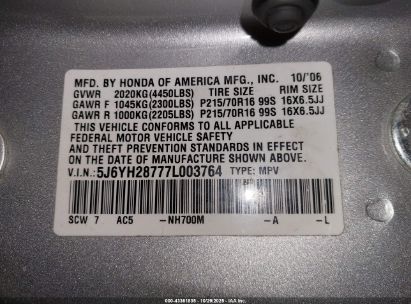 MFD. BY HONDA OF AMERICA MFG., INC. 10/'06
GVWR 2020KG(4450LBS) TIRE SIZE RIM SIZE
GAWR F 1045KG(2300LBS) P215/70R16 99S 16X6.5JJ
GAWR R 1000KG(2205LBS) P215/70R16 99S 16X6.5JJ
THIS VEHICLE CONFORMS TO ALL APPLICABLE
FEDERAL MOTOR VEHICLE SAFETY
AND THEFT PREVENTION STANDARDS IN EFFECT
ON THE DATE OF MANUFACTURE SHOWN ABOVE.
V.I.N.: 5J6YH28777L003764 TYPE: MPV
SCW 7 AC5 –NH700M –A –L